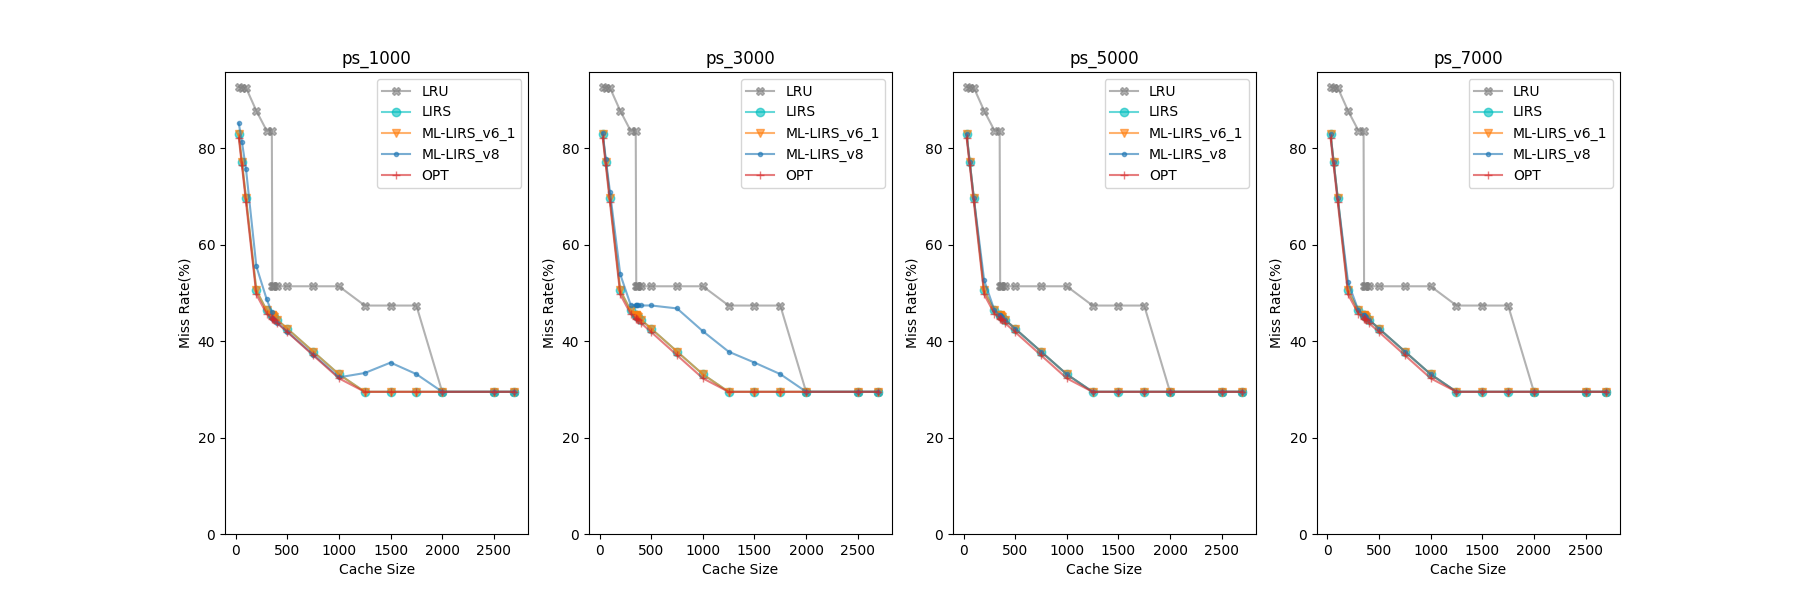 ps_1000
LRU
LIRS
ML-LIRS_v6_1
ML-LIRS_v8
OPT
Miss Rate(%)
80
60
40
20
0
0 500 1000 1500 2000 2500
Cache Size
ps_3000
LRU
LIRS
ML-LIRS_v6_1
ML-LIRS_v8
OPT
Miss Rate(%)
80
60
40
20
0
0 500 1000 1500 2000 2500
Cache Size
ps_5000
LRU
LIRS
ML-LIRS_v6_1
ML-LIRS_v8
OPT
Miss Rate(%)
80
60
40
20
0
0 500 1000 1500 2000 2500
Cache Size
ps_7000
LRU
LIRS
ML-LIRS_v6_1
ML-LIRS_v8
OPT
Miss Rate(%)
80
60
40
20
0
0 500 1000 1500 2000 2500
Cache Size